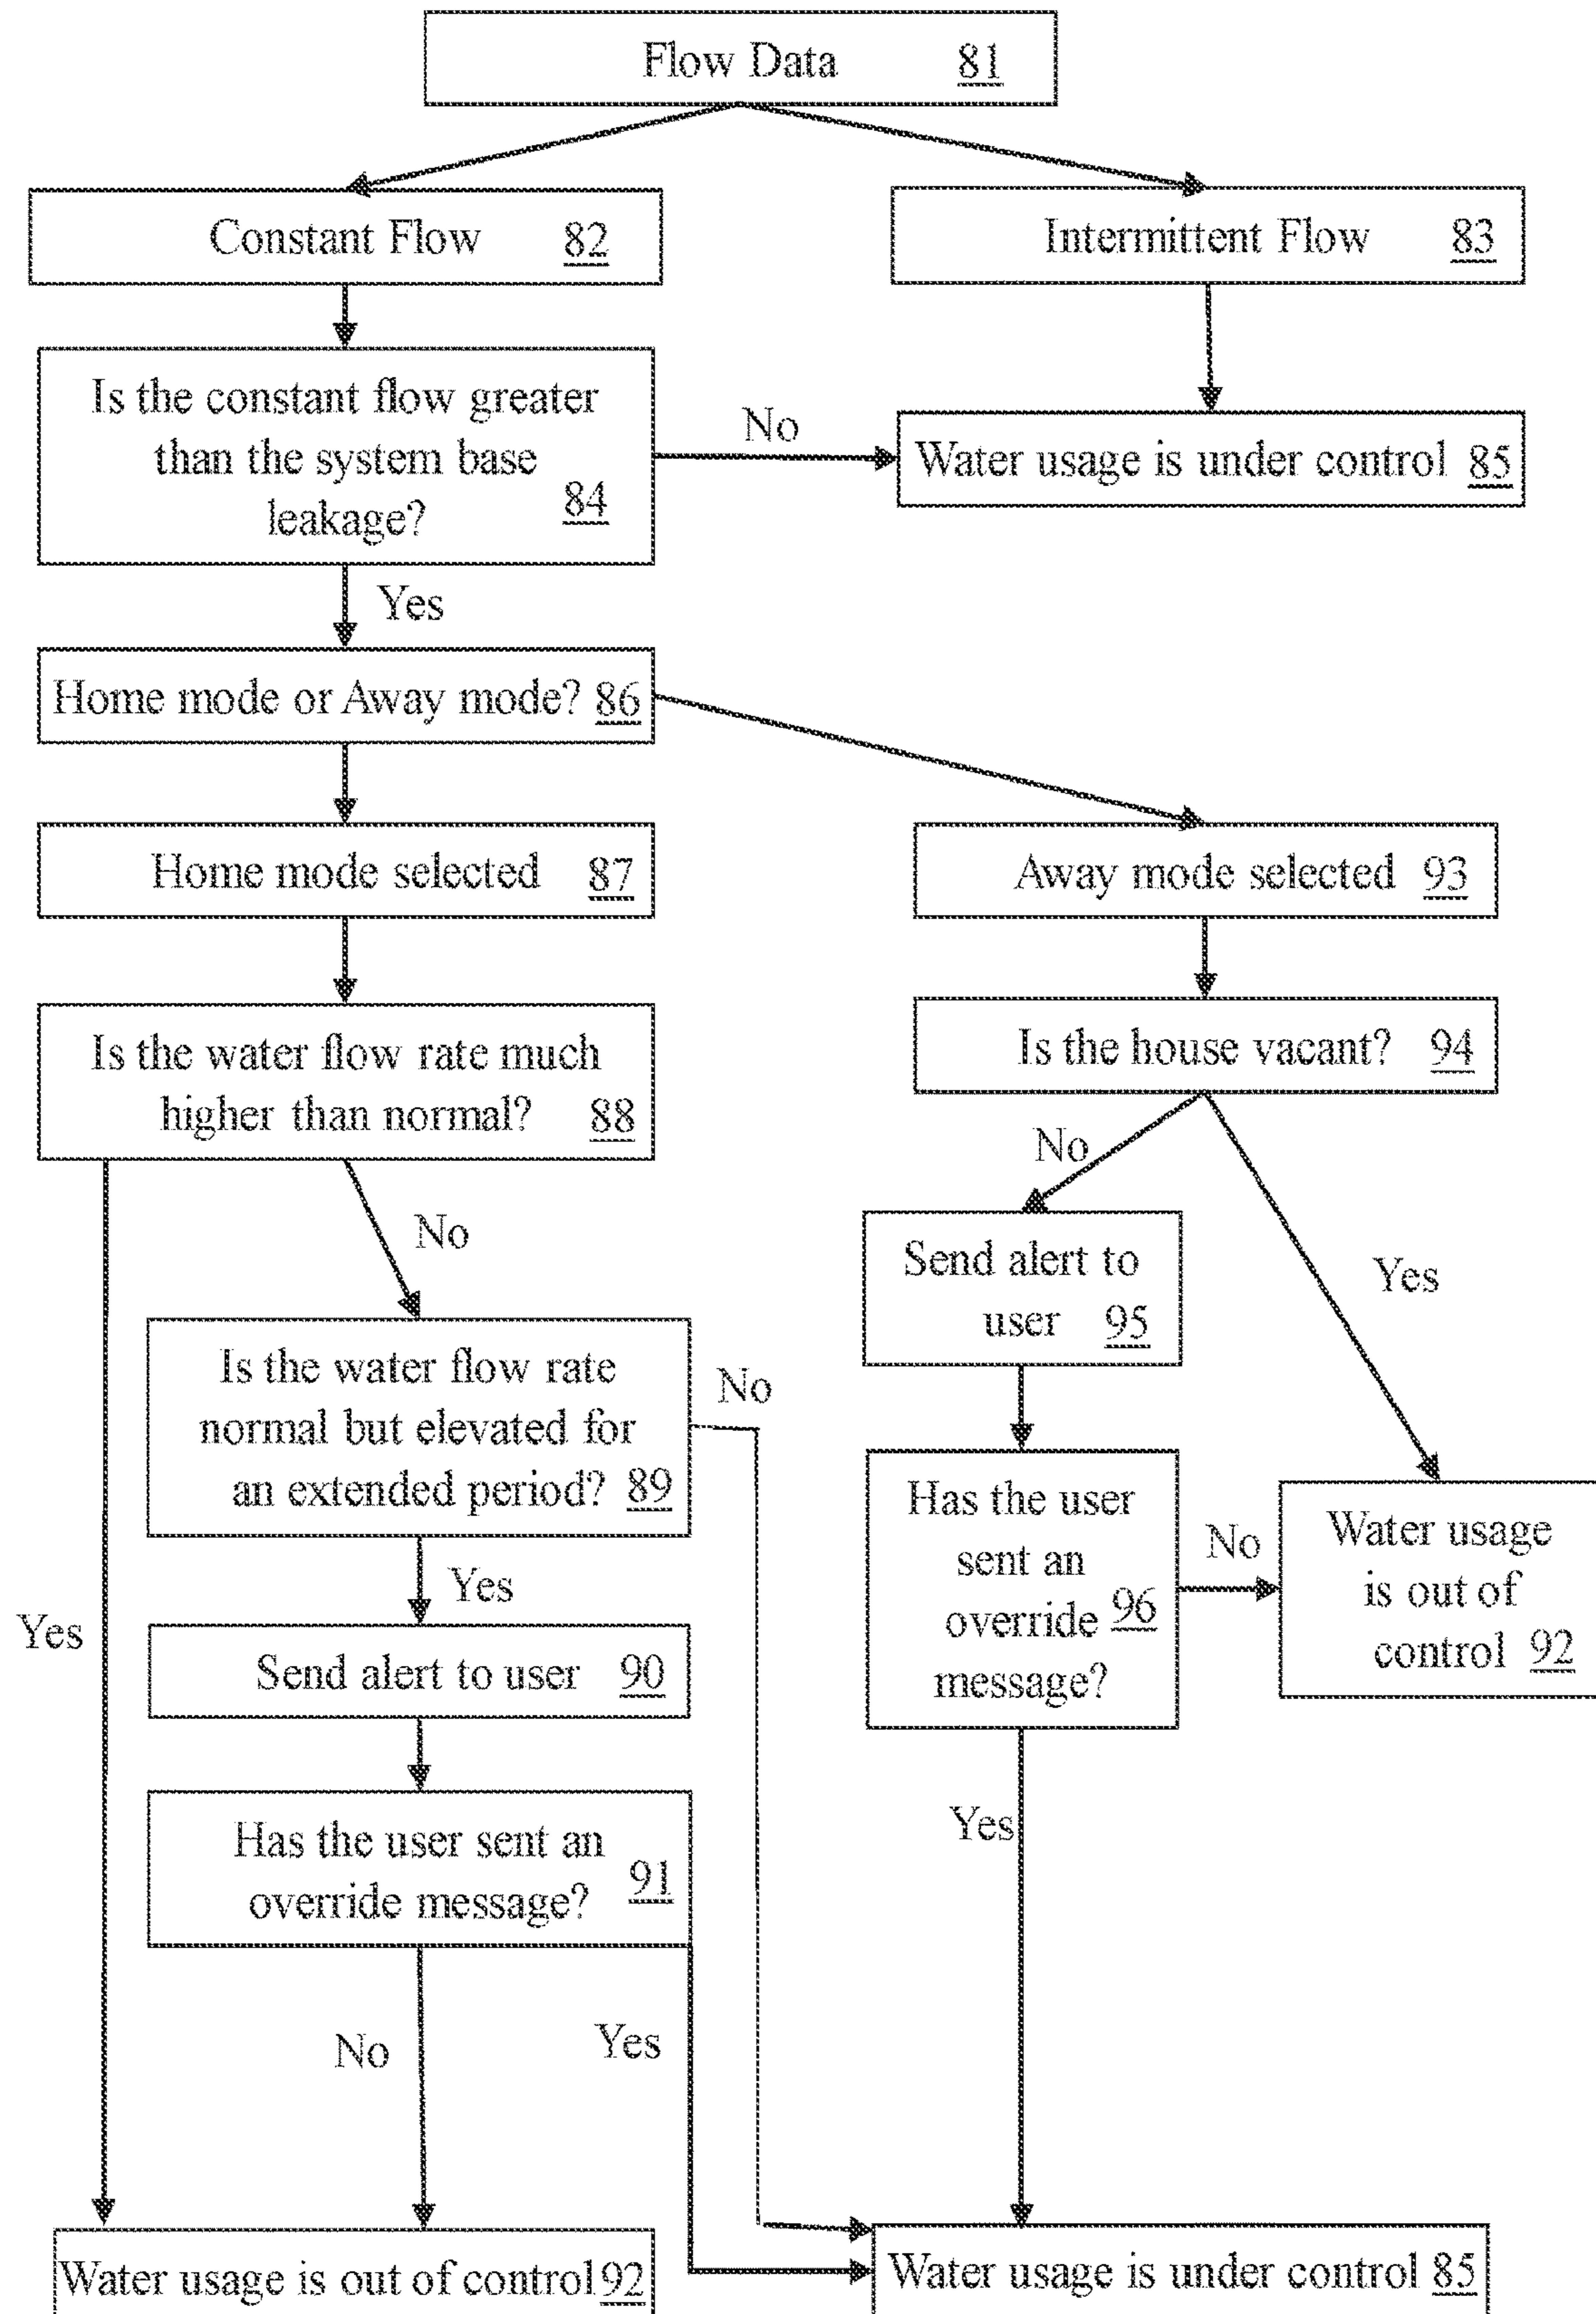 Flow Data 81
Constant Flow 82
Intermittent Flow 83
Is the constant flow greater
than the system base
leakage? 84
No
Water usage is under control 85
Yes
Home mode or Away mode? 86
Home mode selected 87
Away mode selected 93
Is the water flow rate much
higher than normal? 88
Is the house vacant? 94
No
No
Send alert to
user 95
Yes
Is the water flow rate
normal but elevated for
an extended period? 89
No
Has the user
sent an
override 96
message?
No
Water usage
is out of
control 92
Yes
Yes
Send alert to user 90
Has the user sent an
override message? 91
Yes
No
Yes
Water usage is out of control 92
Water usage is under control 85